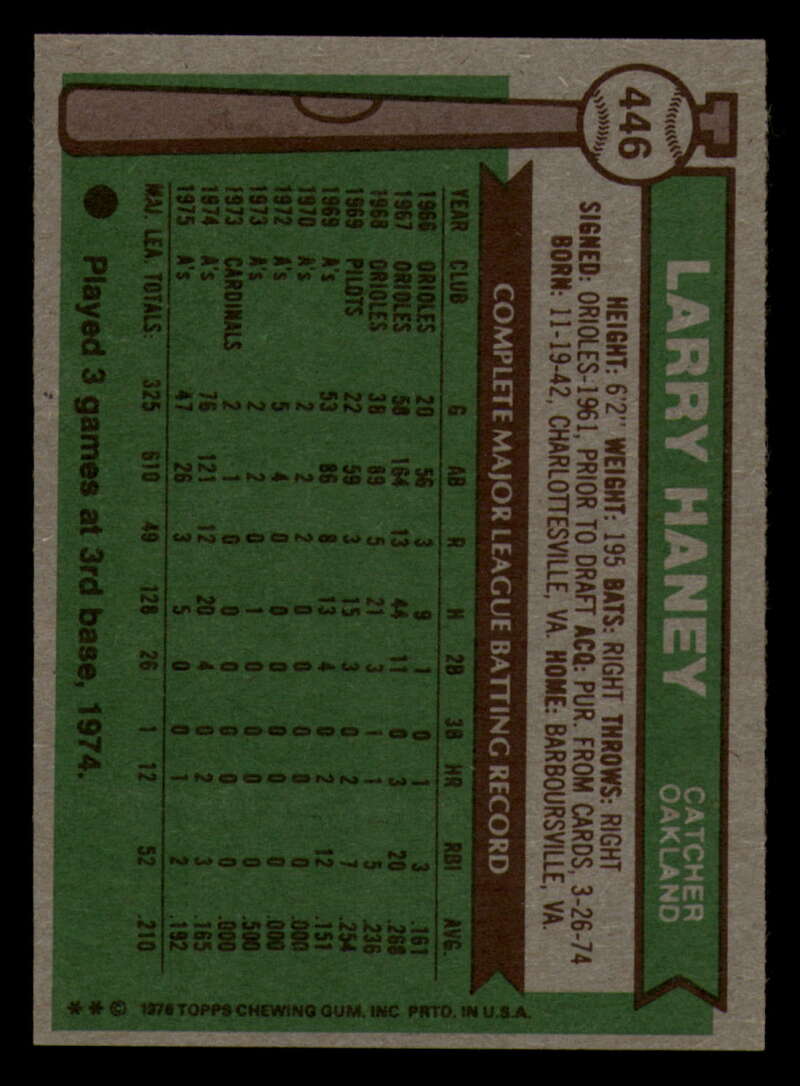 446
LARRY HANEY
CATCHER
OAKLAND
HEIGHT: 6'2" WEIGHT: 195 BATS: RIGHT THROWS: RIGHT
SIGNED: ORIOLES-1961, PRIOR TO DRAFT ACQ: PUR. FROM CARDS, 3-26-74
BORN: 11-19-42, CHARLOTTESVILLE, VA. HOME: BARBOURSVILLE, VA.
COMPLETE MAJOR LEAGUE BATTING RECORD
YEAR CLUB G AB R H 2B 3B HR RBI AVG.
1966 ORIOLES 20 56 3 9 1 0 1 3 .161
1967 ORIOLES 58 164 13 44 11 0 3 20 .268
1968 ORIOLES 38 89 5 21 3 1 1 5 .236
1969 PILOTS 22 59 3 15 3 0 2 7 .254
1969 A's 53 86 8 13 4 0 2 12 .151
1970 A's 2 2 2 0 0 0 0 0 .000
1972 A's 5 4 0 0 0 0 0 0 .000
1973 A's 2 2 0 1 0 0 0 0 .500
1973 CARDINALS 2 1 0 0 0 0 0 0 .000
1974 A's 76 121 12 20 4 0 2 3 .165
1975 A's 47 26 3 5 0 0 1 2 .192
MAJ. LEA. TOTALS: 325 610 49 128 26 1 12 52 .210
Played 3 games at 3rd base, 1974.
** © 1976 TOPPS CHEWING GUM, INC. PRTD. IN U.S.A.